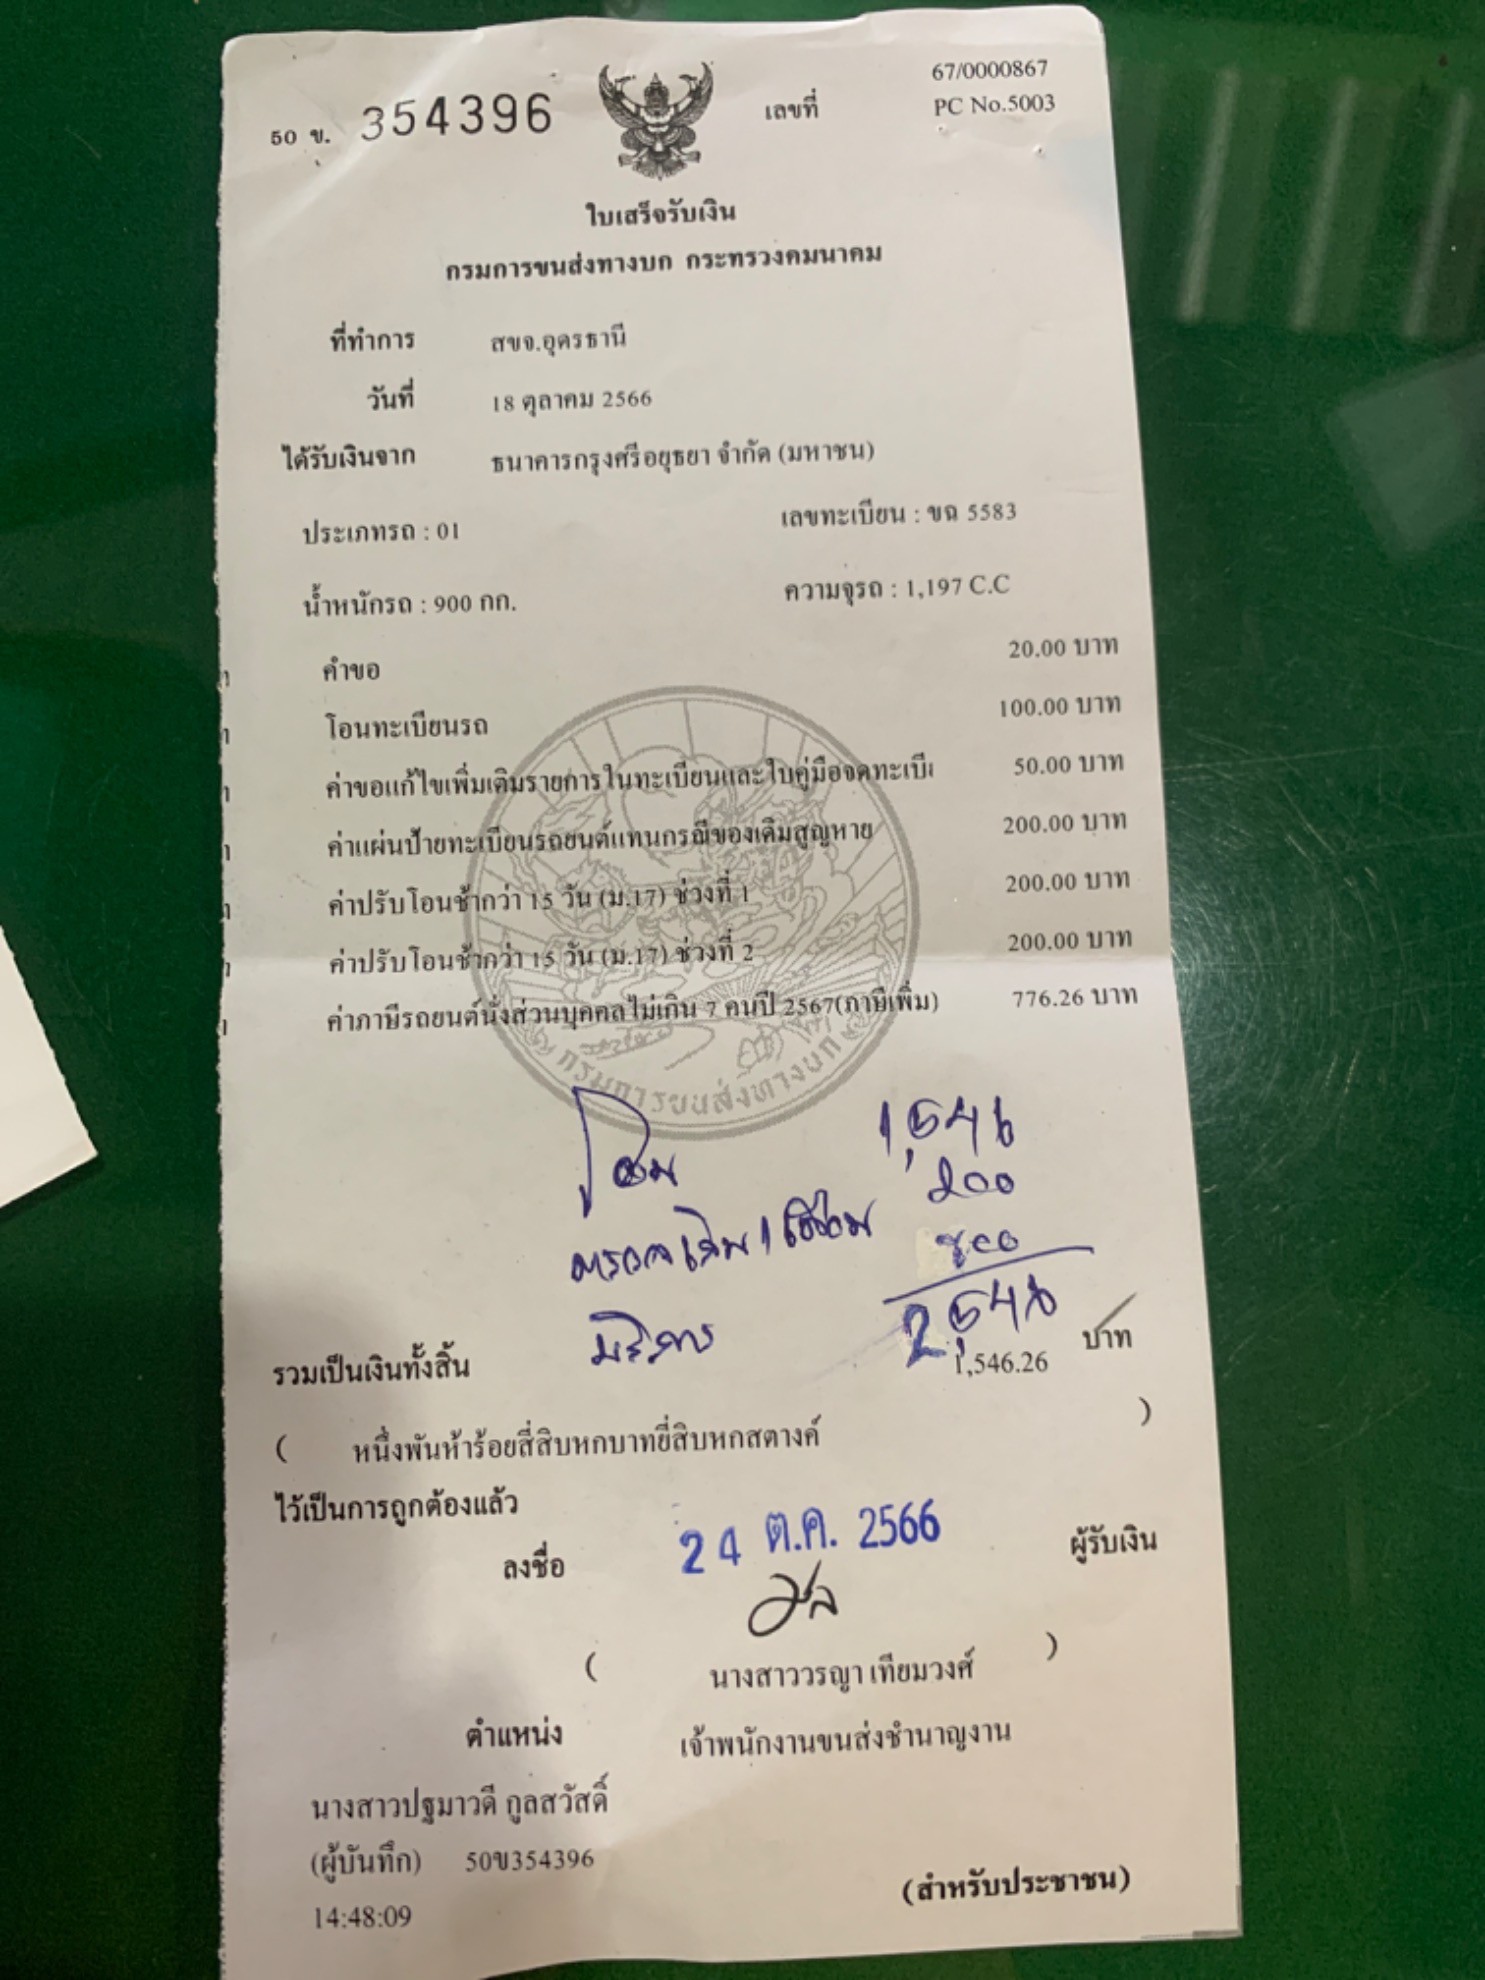 50 ข. 354396
เลขที่ 67/0000867
PC No.5003
ใบเสร็จรับเงิน
กรมการขนส่งทางบก กระทรวงคมนาคม
ที่ทำการ สขจ.อุดรธานี
วันที่ 18 ตุลาคม 2566
ได้รับเงินจาก ธนาคารกรุงศรีอยุธยา จำกัด (มหาชน)
ประเภทรถ : 01 เลขทะเบียน : ขฉ 5583
น้ำหนักรถ : 900 กก. ความจุรถ : 1,197 C.C
คำขอ 20.00 บาท
โอนทะเบียนรถ 100.00 บาท
ค่าขอแก้ไขเพิ่มเติมรายการในทะเบียนและใบคู่มือจดทะเบี 50.00 บาท
ค่าแผ่นป้ายทะเบียนรถยนต์แทนกรณีของเดิมสูญหาย 200.00 บาท
ค่าปรับโอนช้ากว่า 15 วัน (ม.17) ช่วงที่ 1 200.00 บาท
ค่าปรับโอนช้ากว่า 15 วัน (ม.17) ช่วงที่ 2 200.00 บาท
ค่าภาษีรถยนต์นั่งส่วนบุคคลไม่เกิน 7 คนปี 2567(ภาษีเพิ่ม) 776.26 บาท
กรมการขนส่งทางบก
โอน 1,546
200
800
บริการ 2,546
รวมเป็นเงินทั้งสิ้น 1,546.26 บาท
( หนึ่งพันห้าร้อยสี่สิบหกบาทยี่สิบหกสตางค์ )
ไว้เป็นการถูกต้องแล้ว
24 ต.ค. 2566
ลงชื่อ ผู้รับเงิน
( นางสาววรญา เทียมวงศ์ )
ตำแหน่ง เจ้าพนักงานขนส่งชำนาญงาน
นางสาวปฐมาวดี กูลสวัสดิ์
(ผู้บันทึก) 50ข354396
(สำหรับประชาชน)
14:48:09